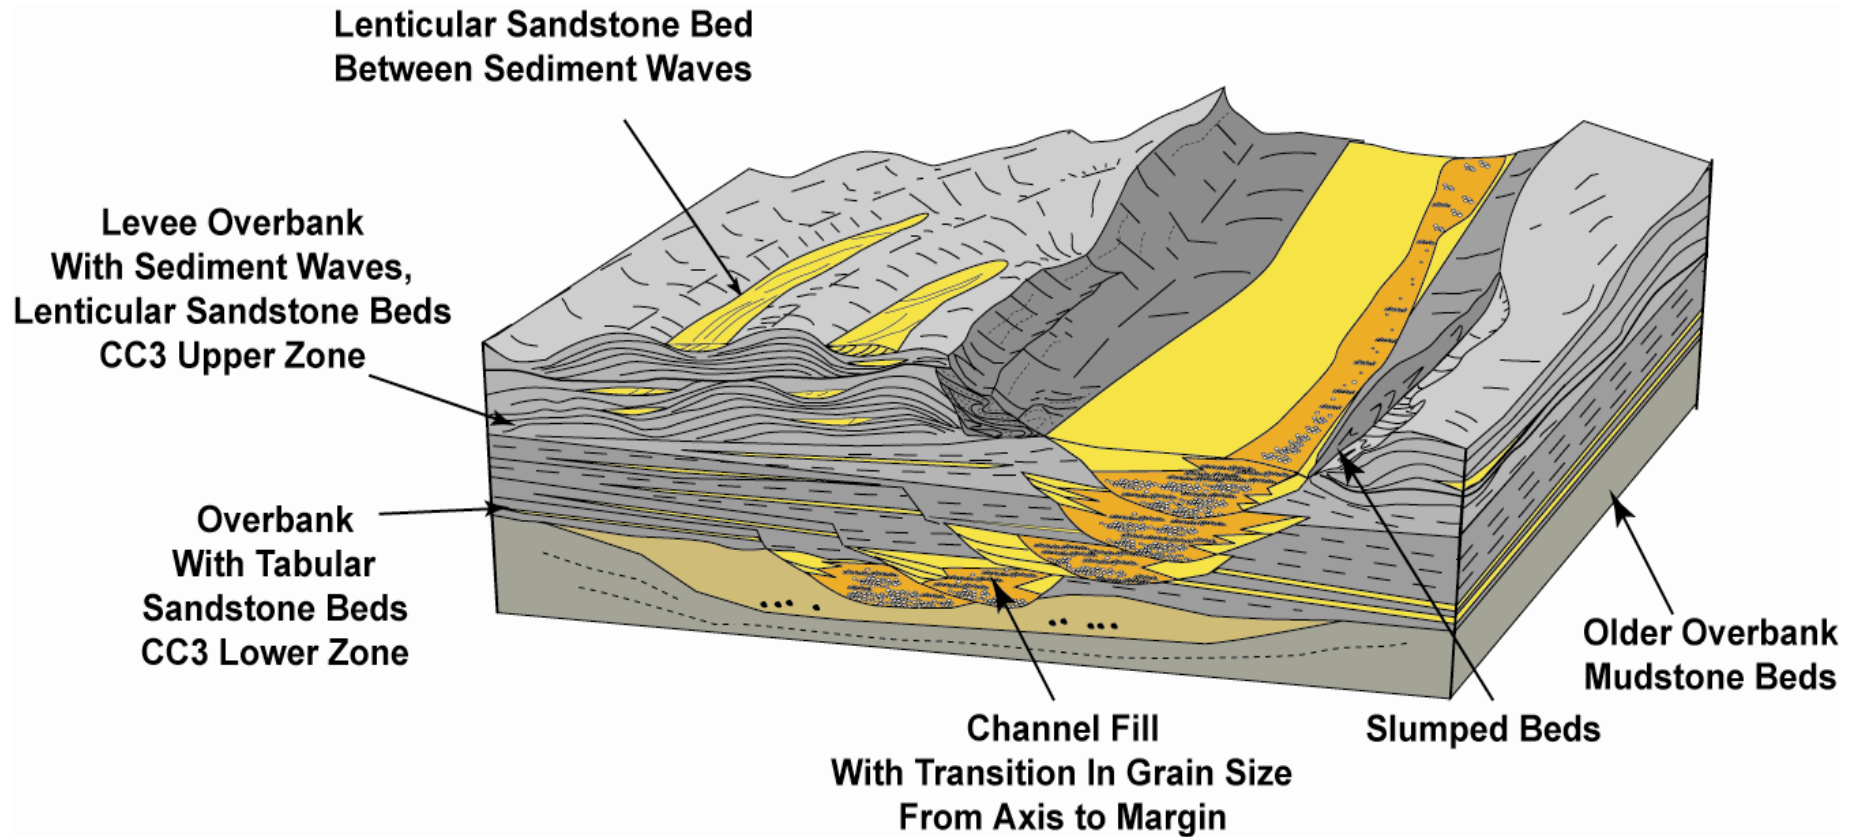 Lenticular Sandstone Bed
Between Sediment Waves
Levee Overbank
With Sediment Waves,
Lenticular Sandstone Beds
CC3 Upper Zone
Overbank
With Tabular
Sandstone Beds
CC3 Lower Zone
Older Overbank
Mudstone Beds
Channel Fill
With Transition In Grain Size
From Axis to Margin
Slumped Beds